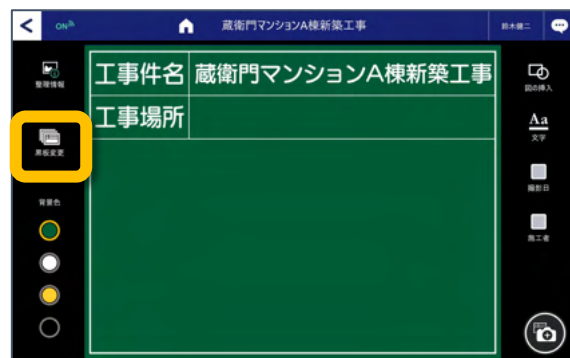 ON
蔵衛門マンションA棟新築工事
鈴木健二
整理情報
黒板変更
背景色
工事件名 蔵衛門マンションA棟新築工事
工事場所
図の挿入
Aa
文字
撮影日
施工者